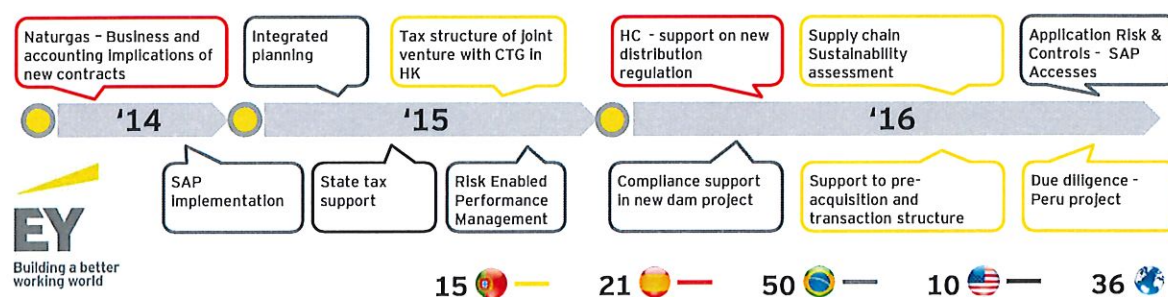 Naturgas – Business and
accounting implications of
new contracts
Integrated
planning
Tax structure of joint
venture with CTG in
HK
HC - support on new
distribution
regulation
Supply chain
Sustainability
assessment
Application Risk &
Controls - SAP
Accesses
‘14
‘15
‘16
SAP
implementation
State tax
support
Risk Enabled
Performance
Management
Compliance support
in new dam project
Support to pre-
acquisition and
transaction structure
Due diligence -
Peru project
EY
Building a better
working world
15
21
50
10
36